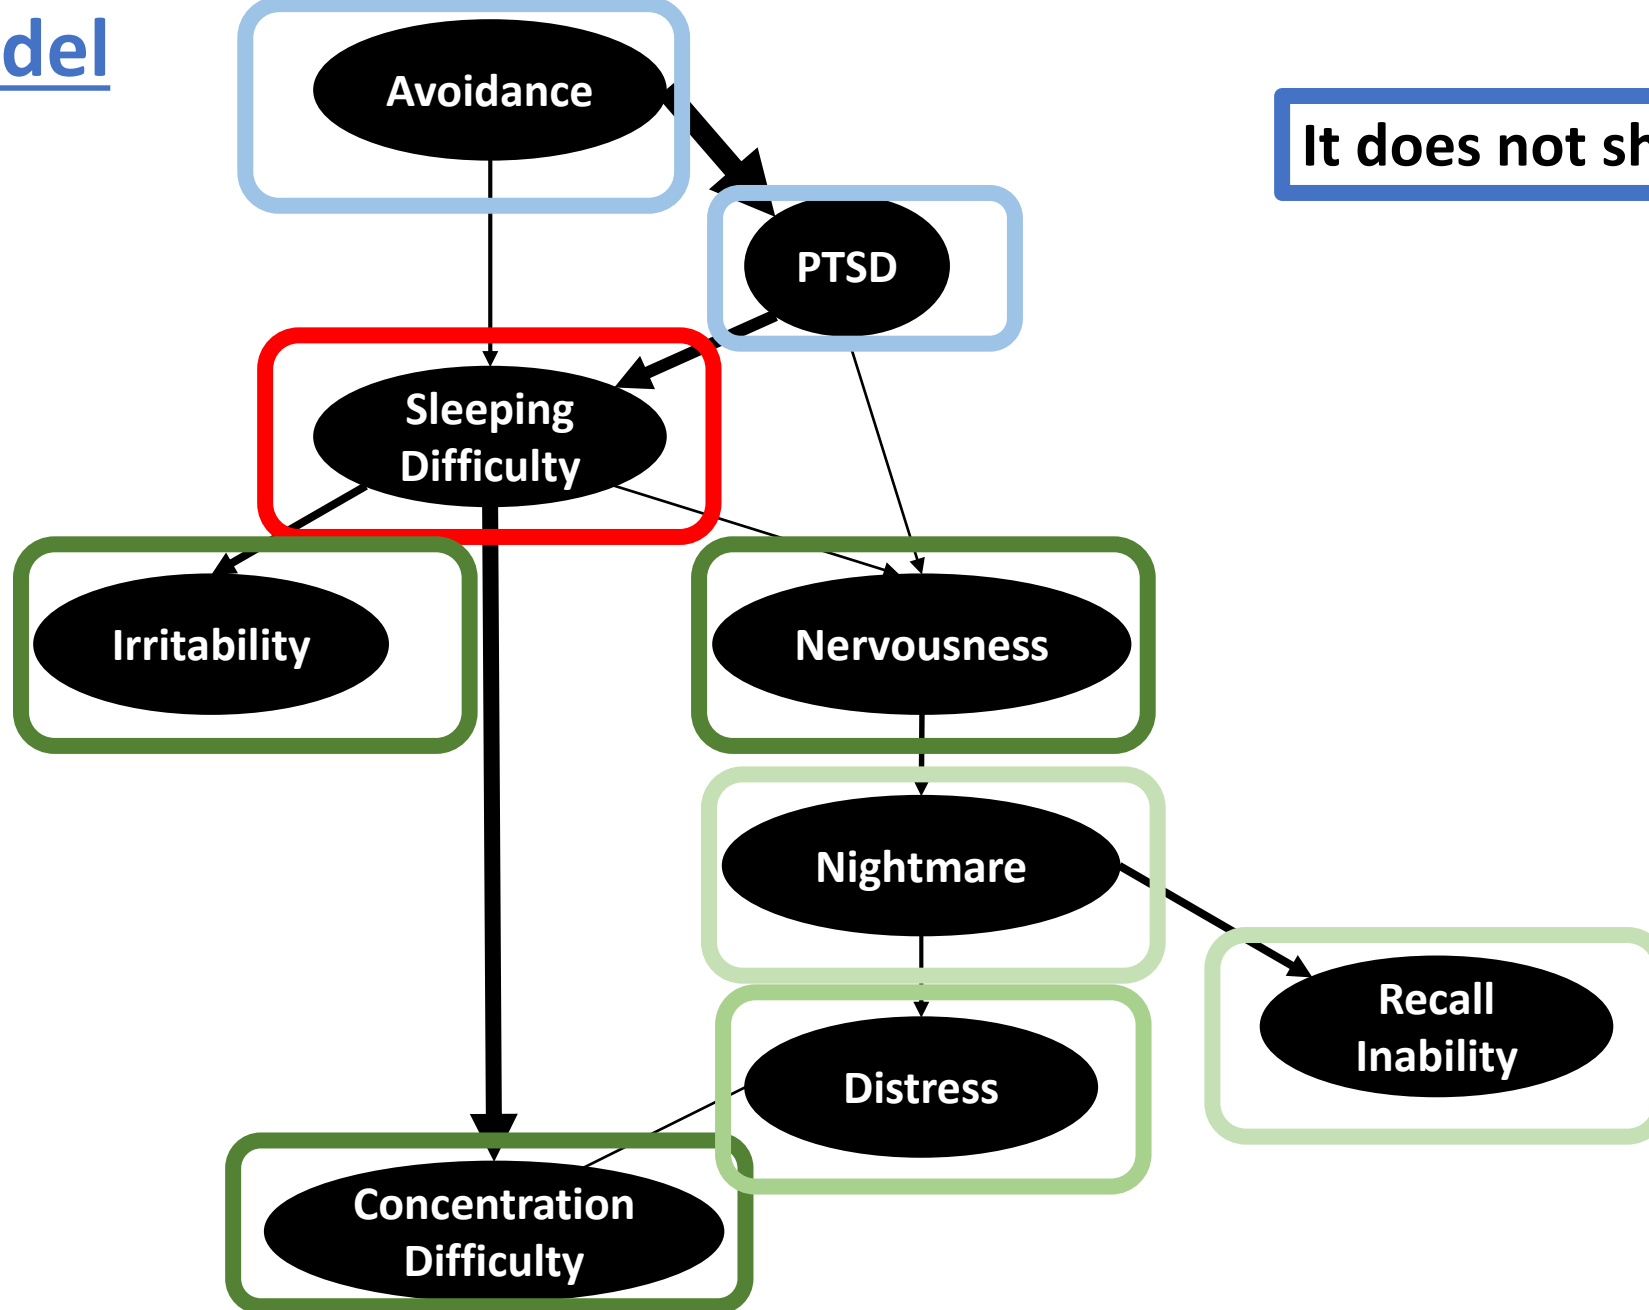 del
Avoidance
It does not sh
PTSD
Sleeping
Difficulty
Irritability
Nervousness
Nightmare
Recall
Inability
Distress
Concentration
Difficulty